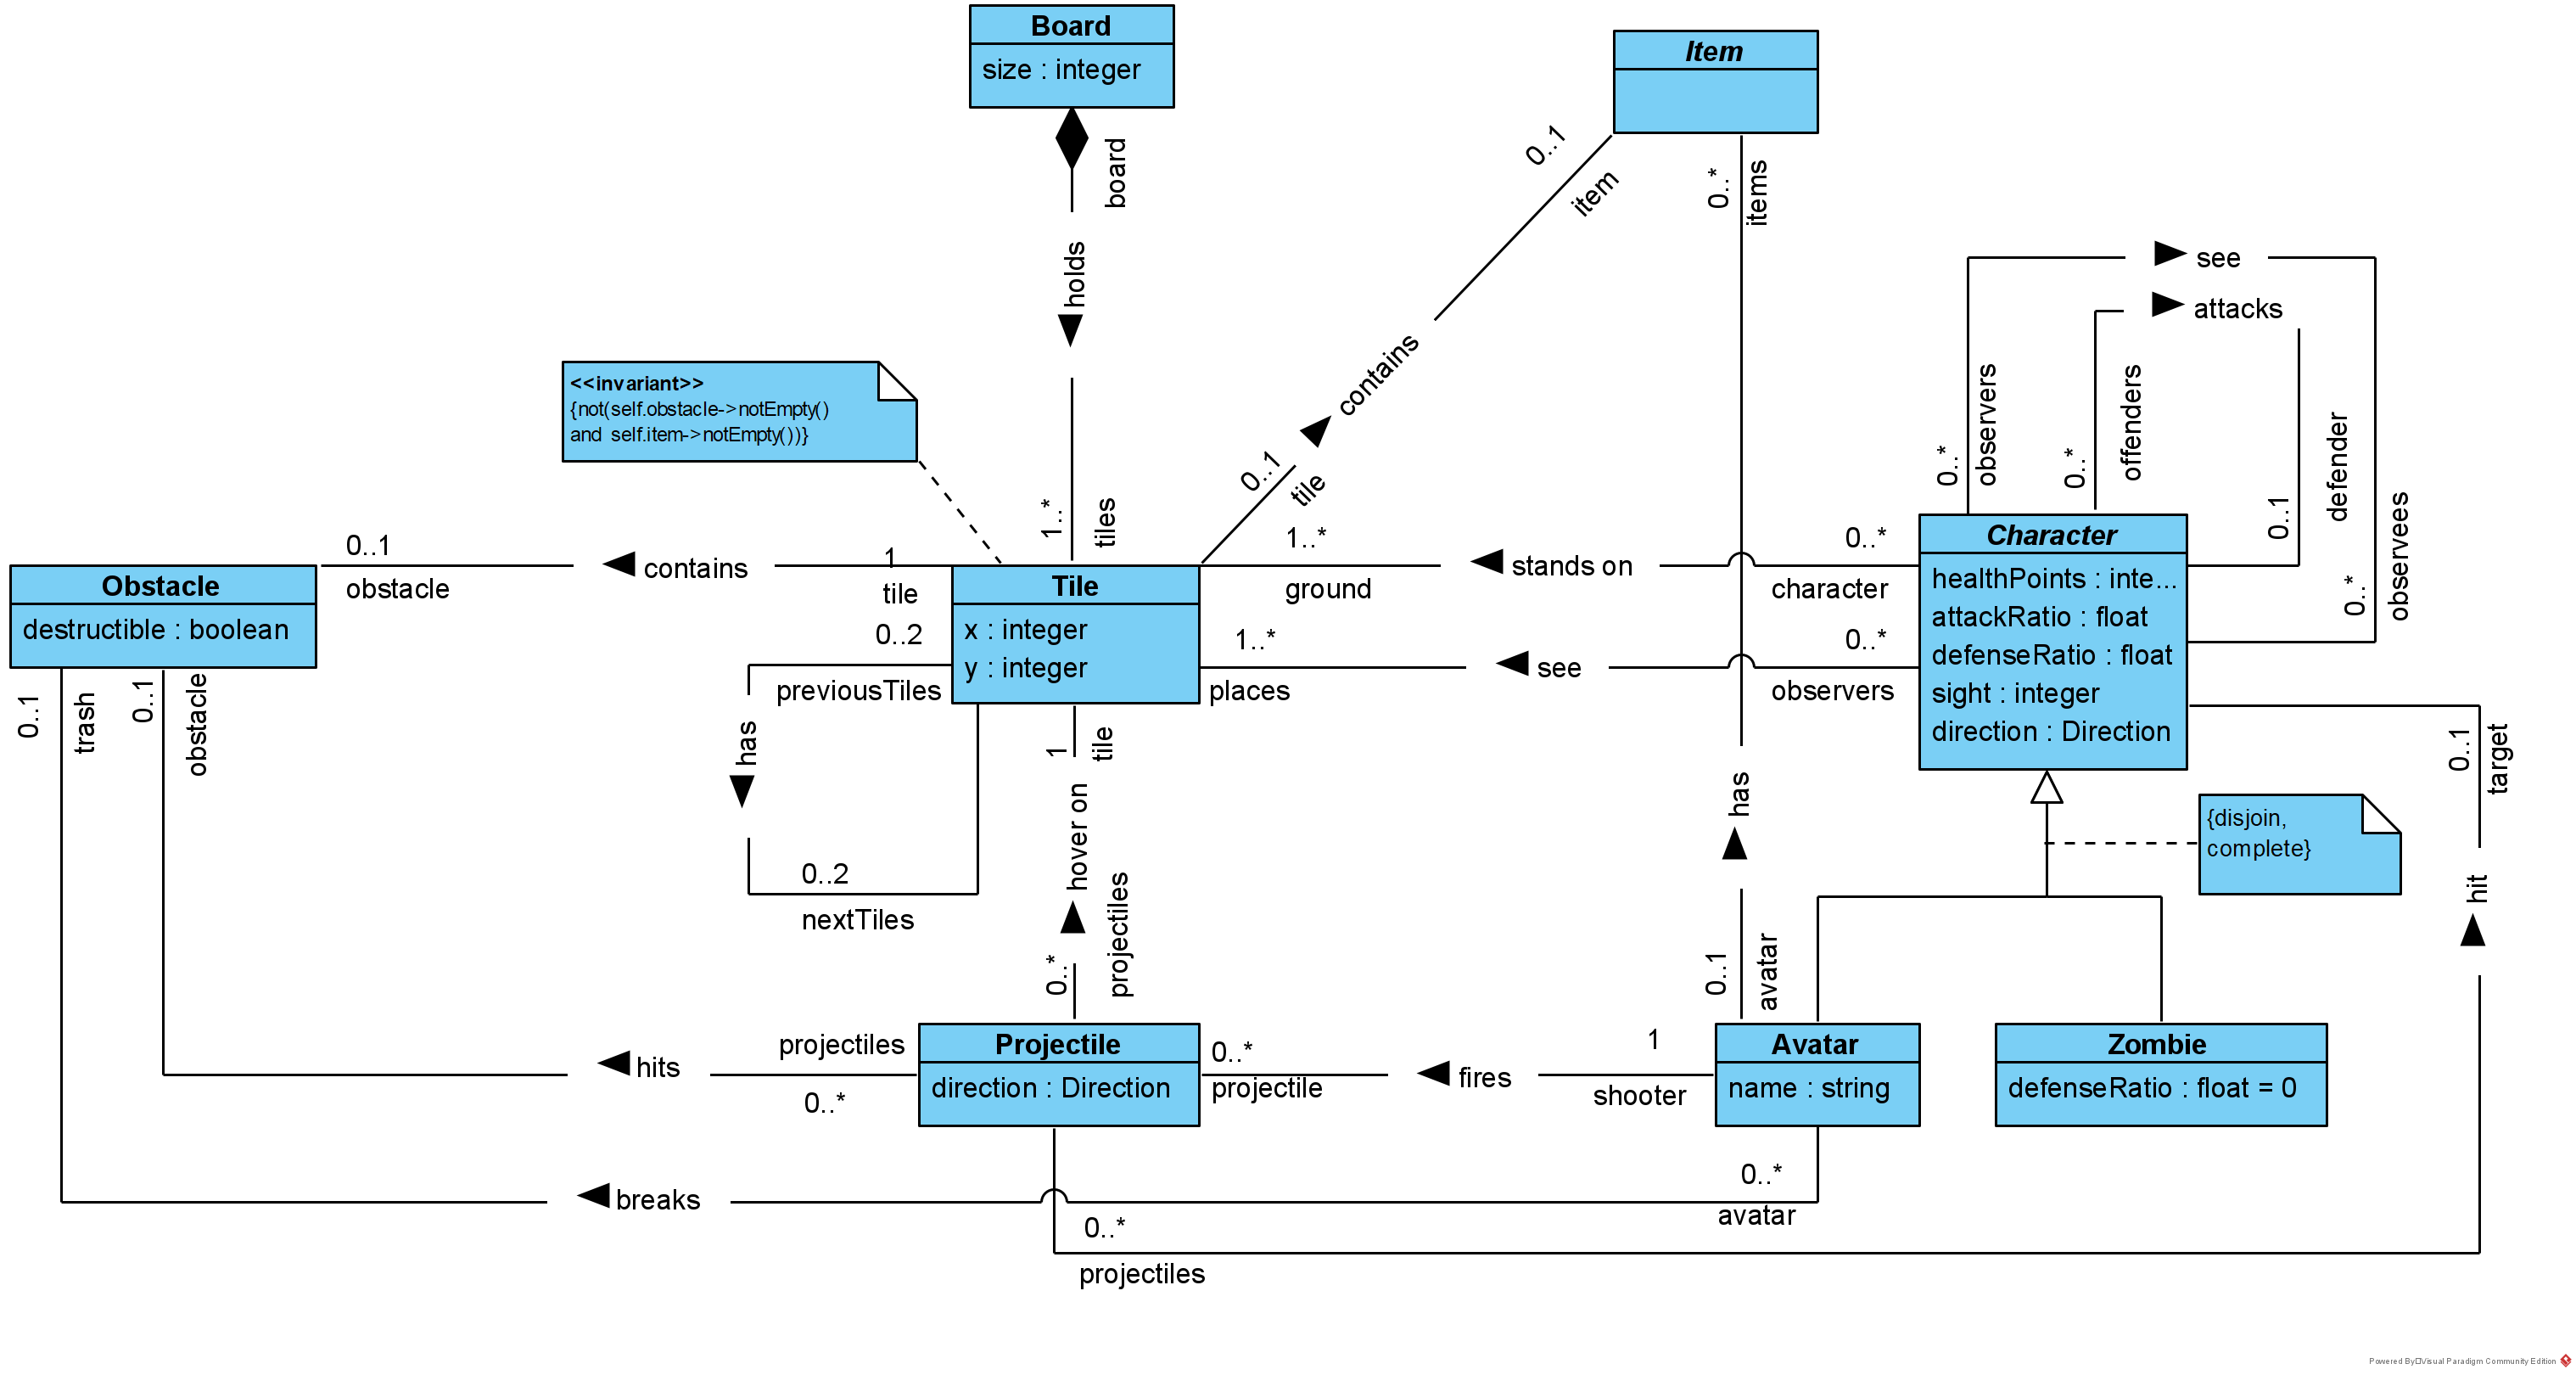 Board
size : integer
board
holds
1..*
tiles
Item
0..1
item
0..*
items
contains
0..1
tile
see
attacks
0..*
observers
0..*
offenders
0..1
defender
0..*
observees
<<invariant>>
{not(self.obstacle->notEmpty()
and self.item->notEmpty())}
Obstacle
destructible : boolean
0..1
obstacle
contains
1
tile
Tile
x : integer
y : integer
1..*
ground
stands on
0..*
character
1..*
places
see
0..*
observers
Character
healthPoints : inte...
attackRatio : float
defenseRatio : float
sight : integer
direction : Direction
0..2
previousTiles
has
0..2
nextTiles
0..1
trash
0..1
obstacle
1
tile
hover on
0..*
projectiles
has
0..1
avatar
{disjoin,
complete}
0..1
target
hit
projectiles
hits
0..*
Projectile
direction : Direction
0..*
projectile
fires
1
shooter
Avatar
name : string
Zombie
defenseRatio : float = 0
breaks
0..*
avatar
0..*
projectiles
Powered By□Visual Paradigm Community Edition